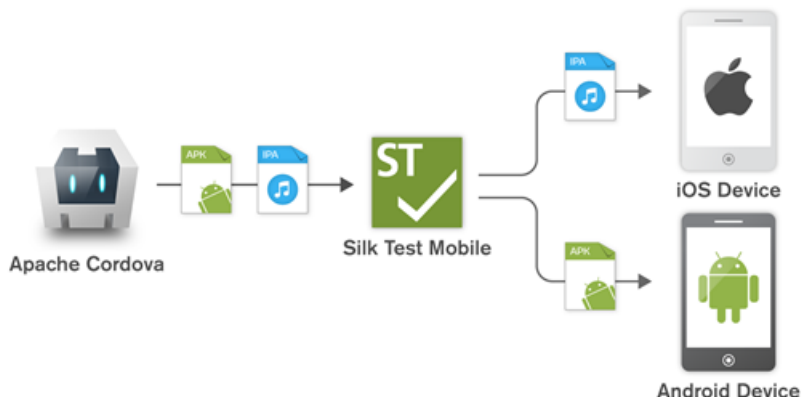 APK
IPA
Apache Cordova
ST
Silk Test Mobile
IPA
iOS Device
APK
Android Device